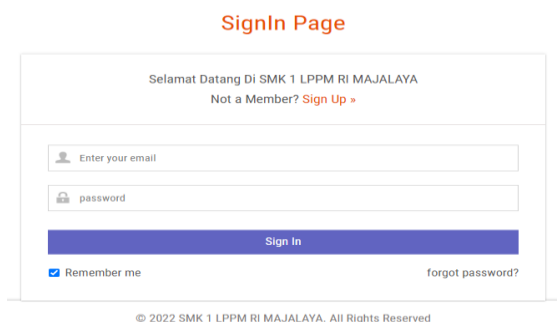 SignIn Page
Selamat Datang Di SMK 1 LPPM RI MAJALAYA
Not a Member? Sign Up »
Enter your email
password
Sign In
Remember me forgot password?
© 2022 SMK 1 LPPM RI MAJALAYA. All Rights Reserved